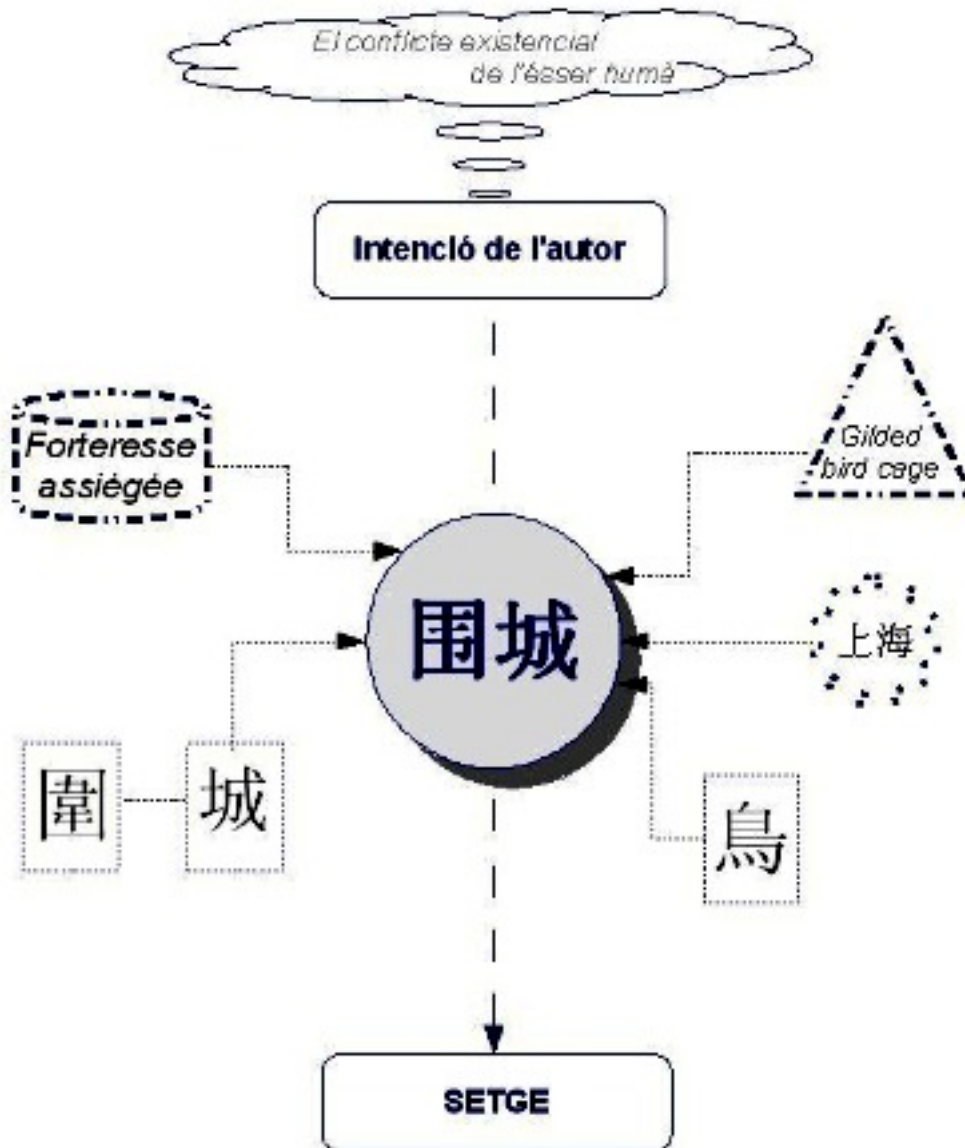 El conflicte existencial
de l'ésser humà
Intenció de l'autor
Forteresse
assiégée
Gilded
bird cage
围城
上海
圍
城
鳥
SETGE